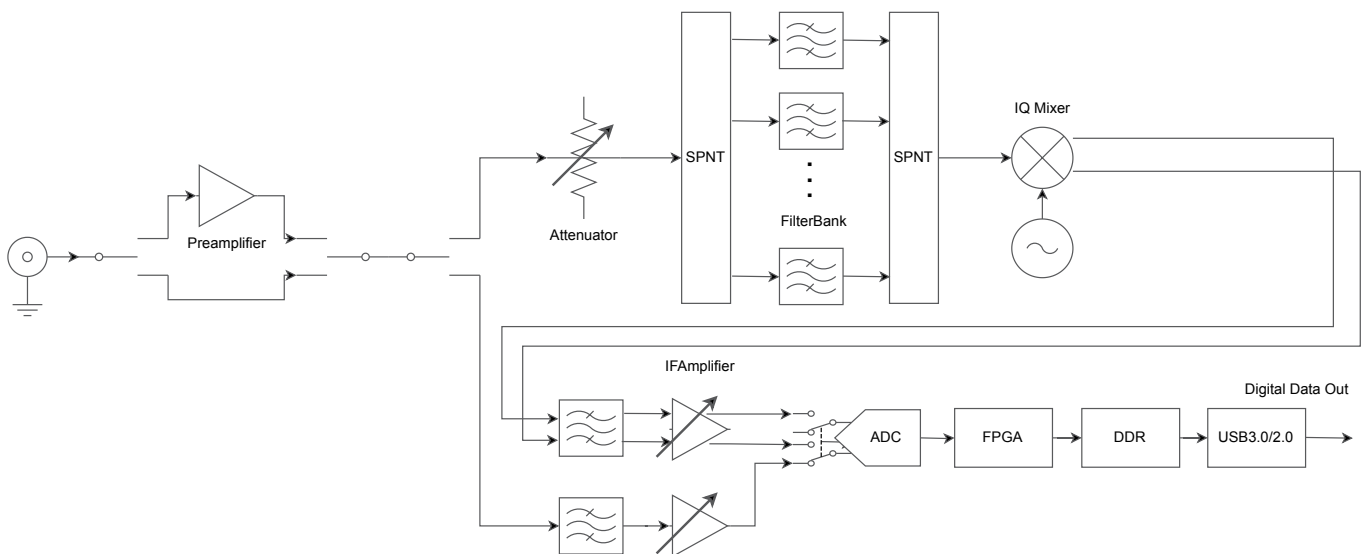 IQ Mixer
SPNT
SPNT
FilterBank
Attenuator
Preamplifier
IFAmplifier
Digital Data Out
ADC
FPGA
DDR
USB3.0/2.0